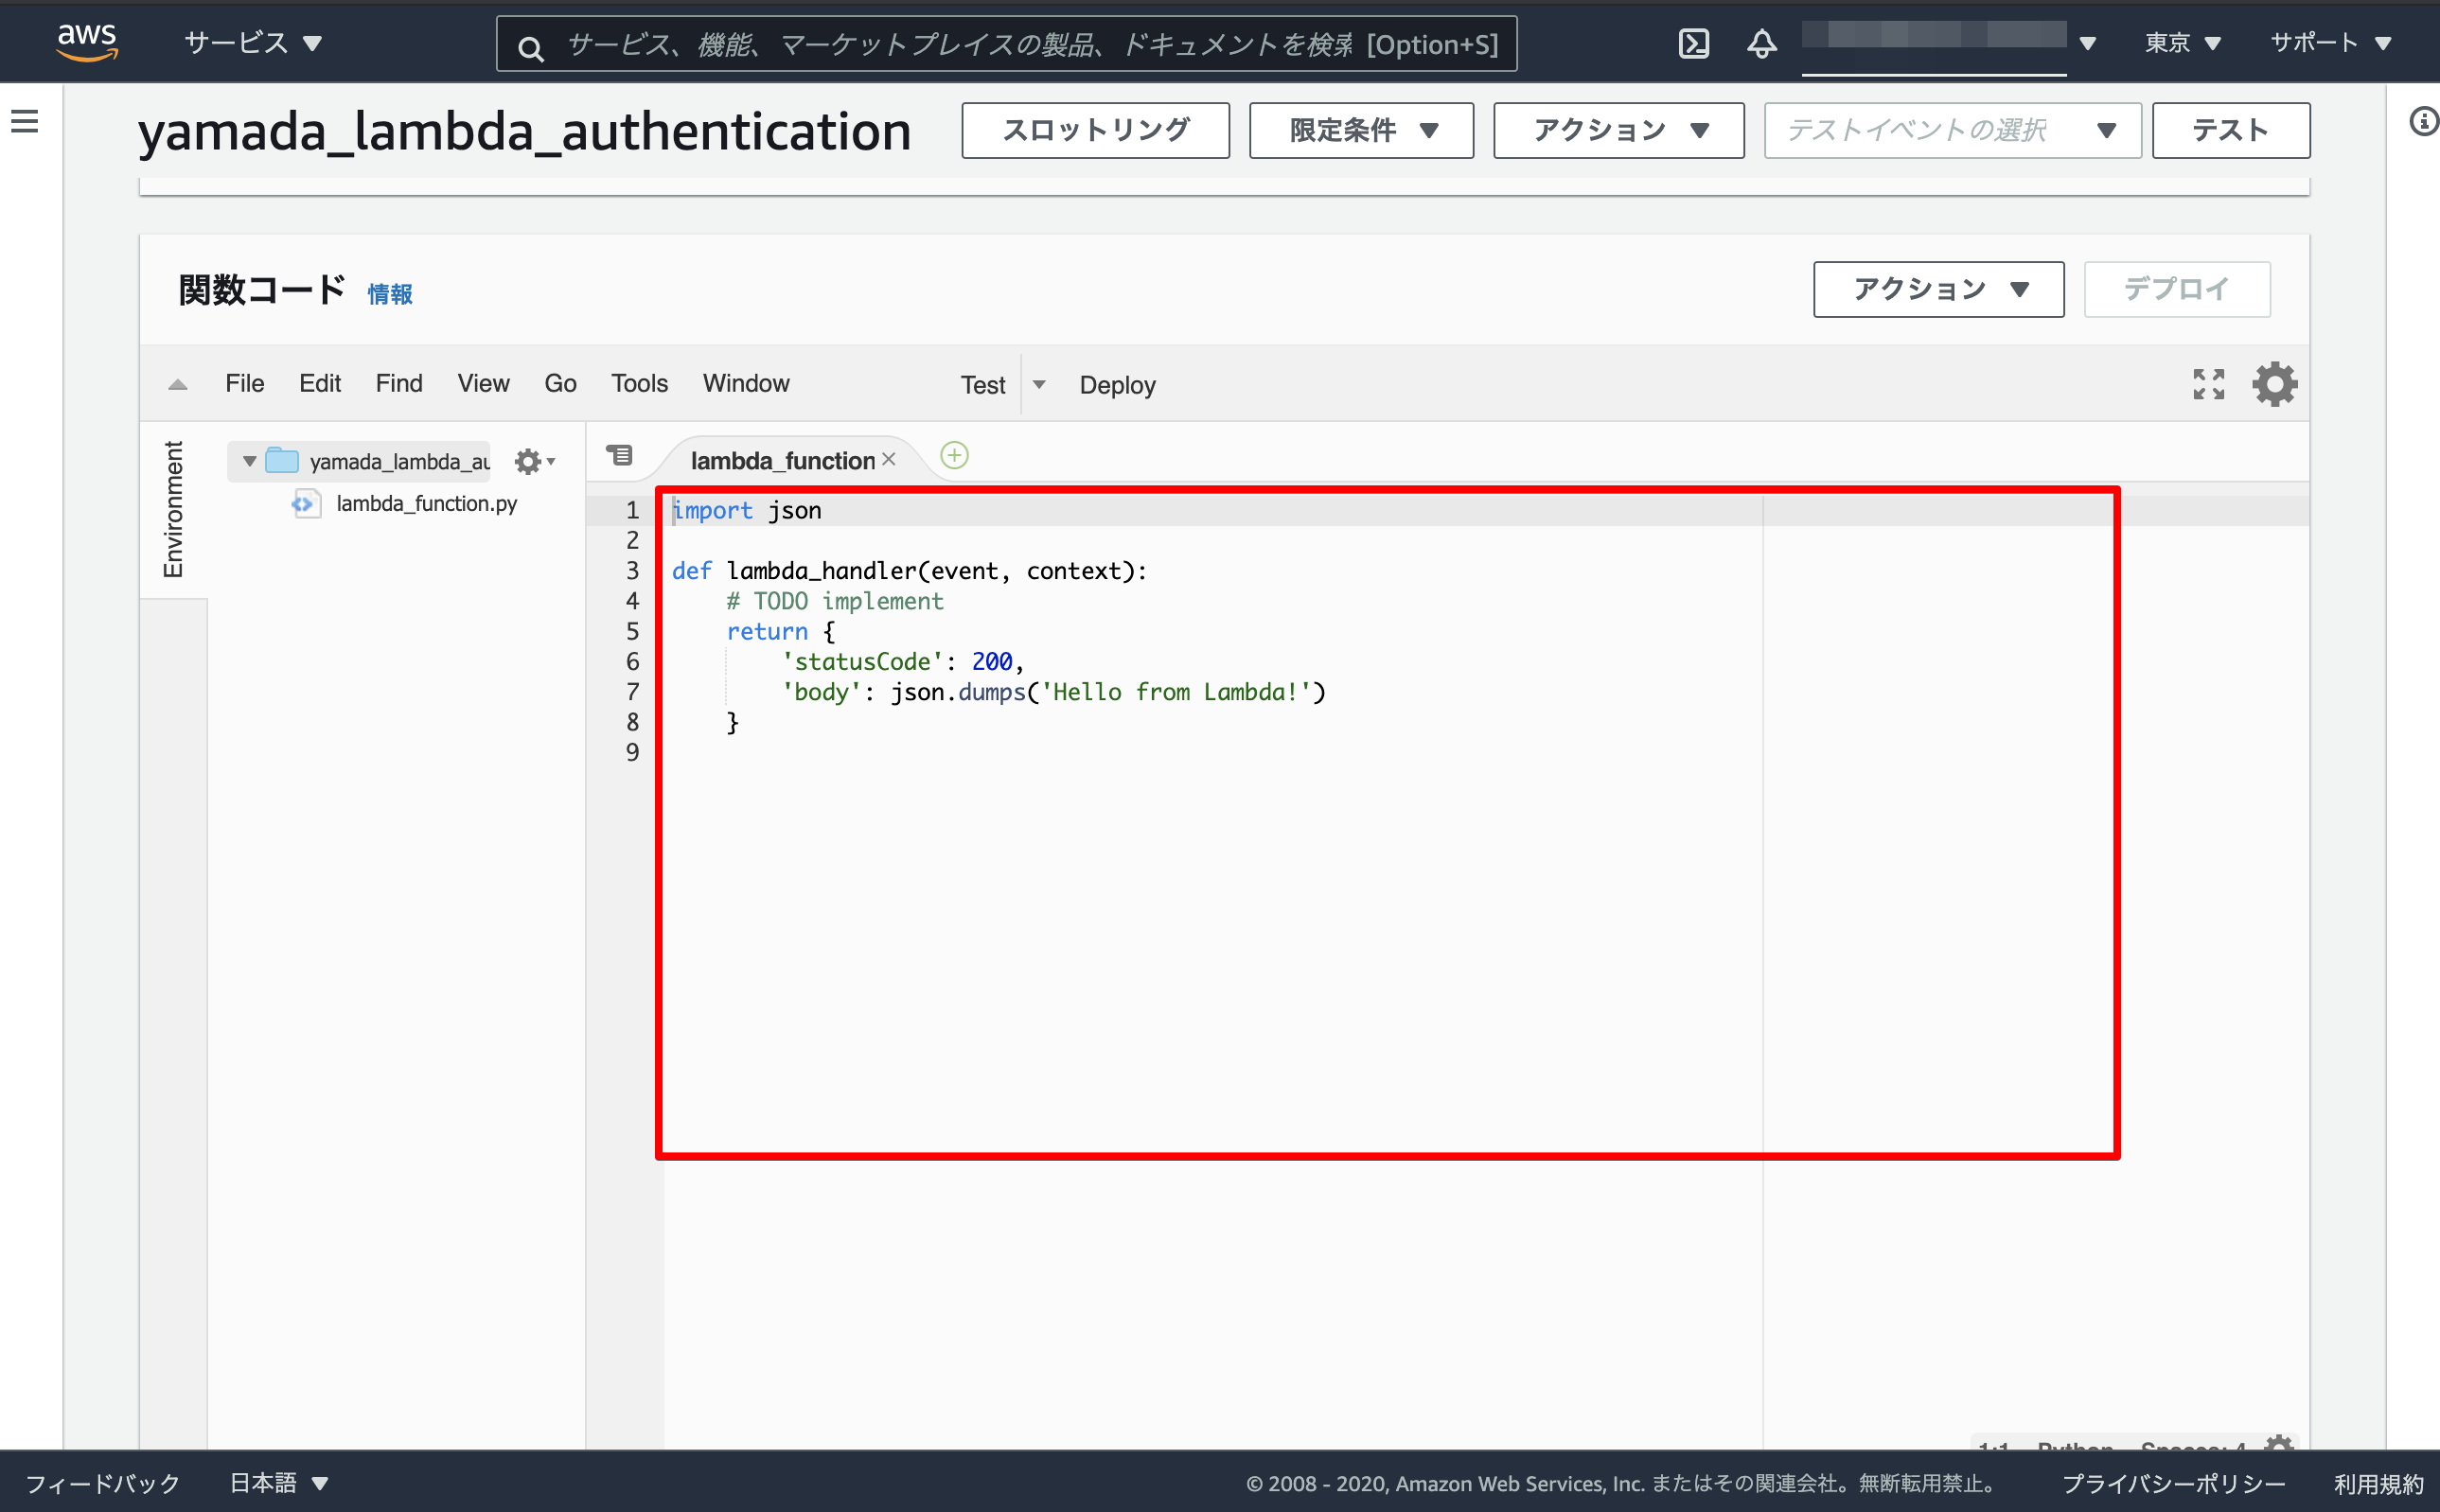 aws サービス サービス、機能、マーケットプレイスの製品、ドキュメントを検索 [Option+S] 東京 サポート
yamada_lambda_authentication スロットリング 限定条件 アクション テストイベントの選択 テスト
関数コード 情報 アクション デプロイ
File Edit Find View Go Tools Window Test Deploy
Environment
yamada_lambda_au
lambda_function.py
lambda_function
1 import json
2
3 def lambda_handler(event, context):
4     # TODO implement
5     return {
6         'statusCode': 200,
7         'body': json.dumps('Hello from Lambda!')
8     }
9
1:1 Python Spaces: 4
フィードバック 日本語 © 2008 - 2020, Amazon Web Services, Inc. またはその関連会社。無断転用禁止。 プライバシーポリシー 利用規約